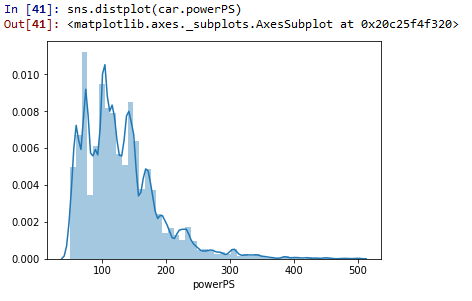 In [41]: sns.distplot(car.powerPS)
Out[41]: <matplotlib.axes._subplots.AxesSubplot at 0x20c25f4f320>
0.010
0.008
0.006
0.004
0.002
0.000
100 200 300 400 500
powerPS